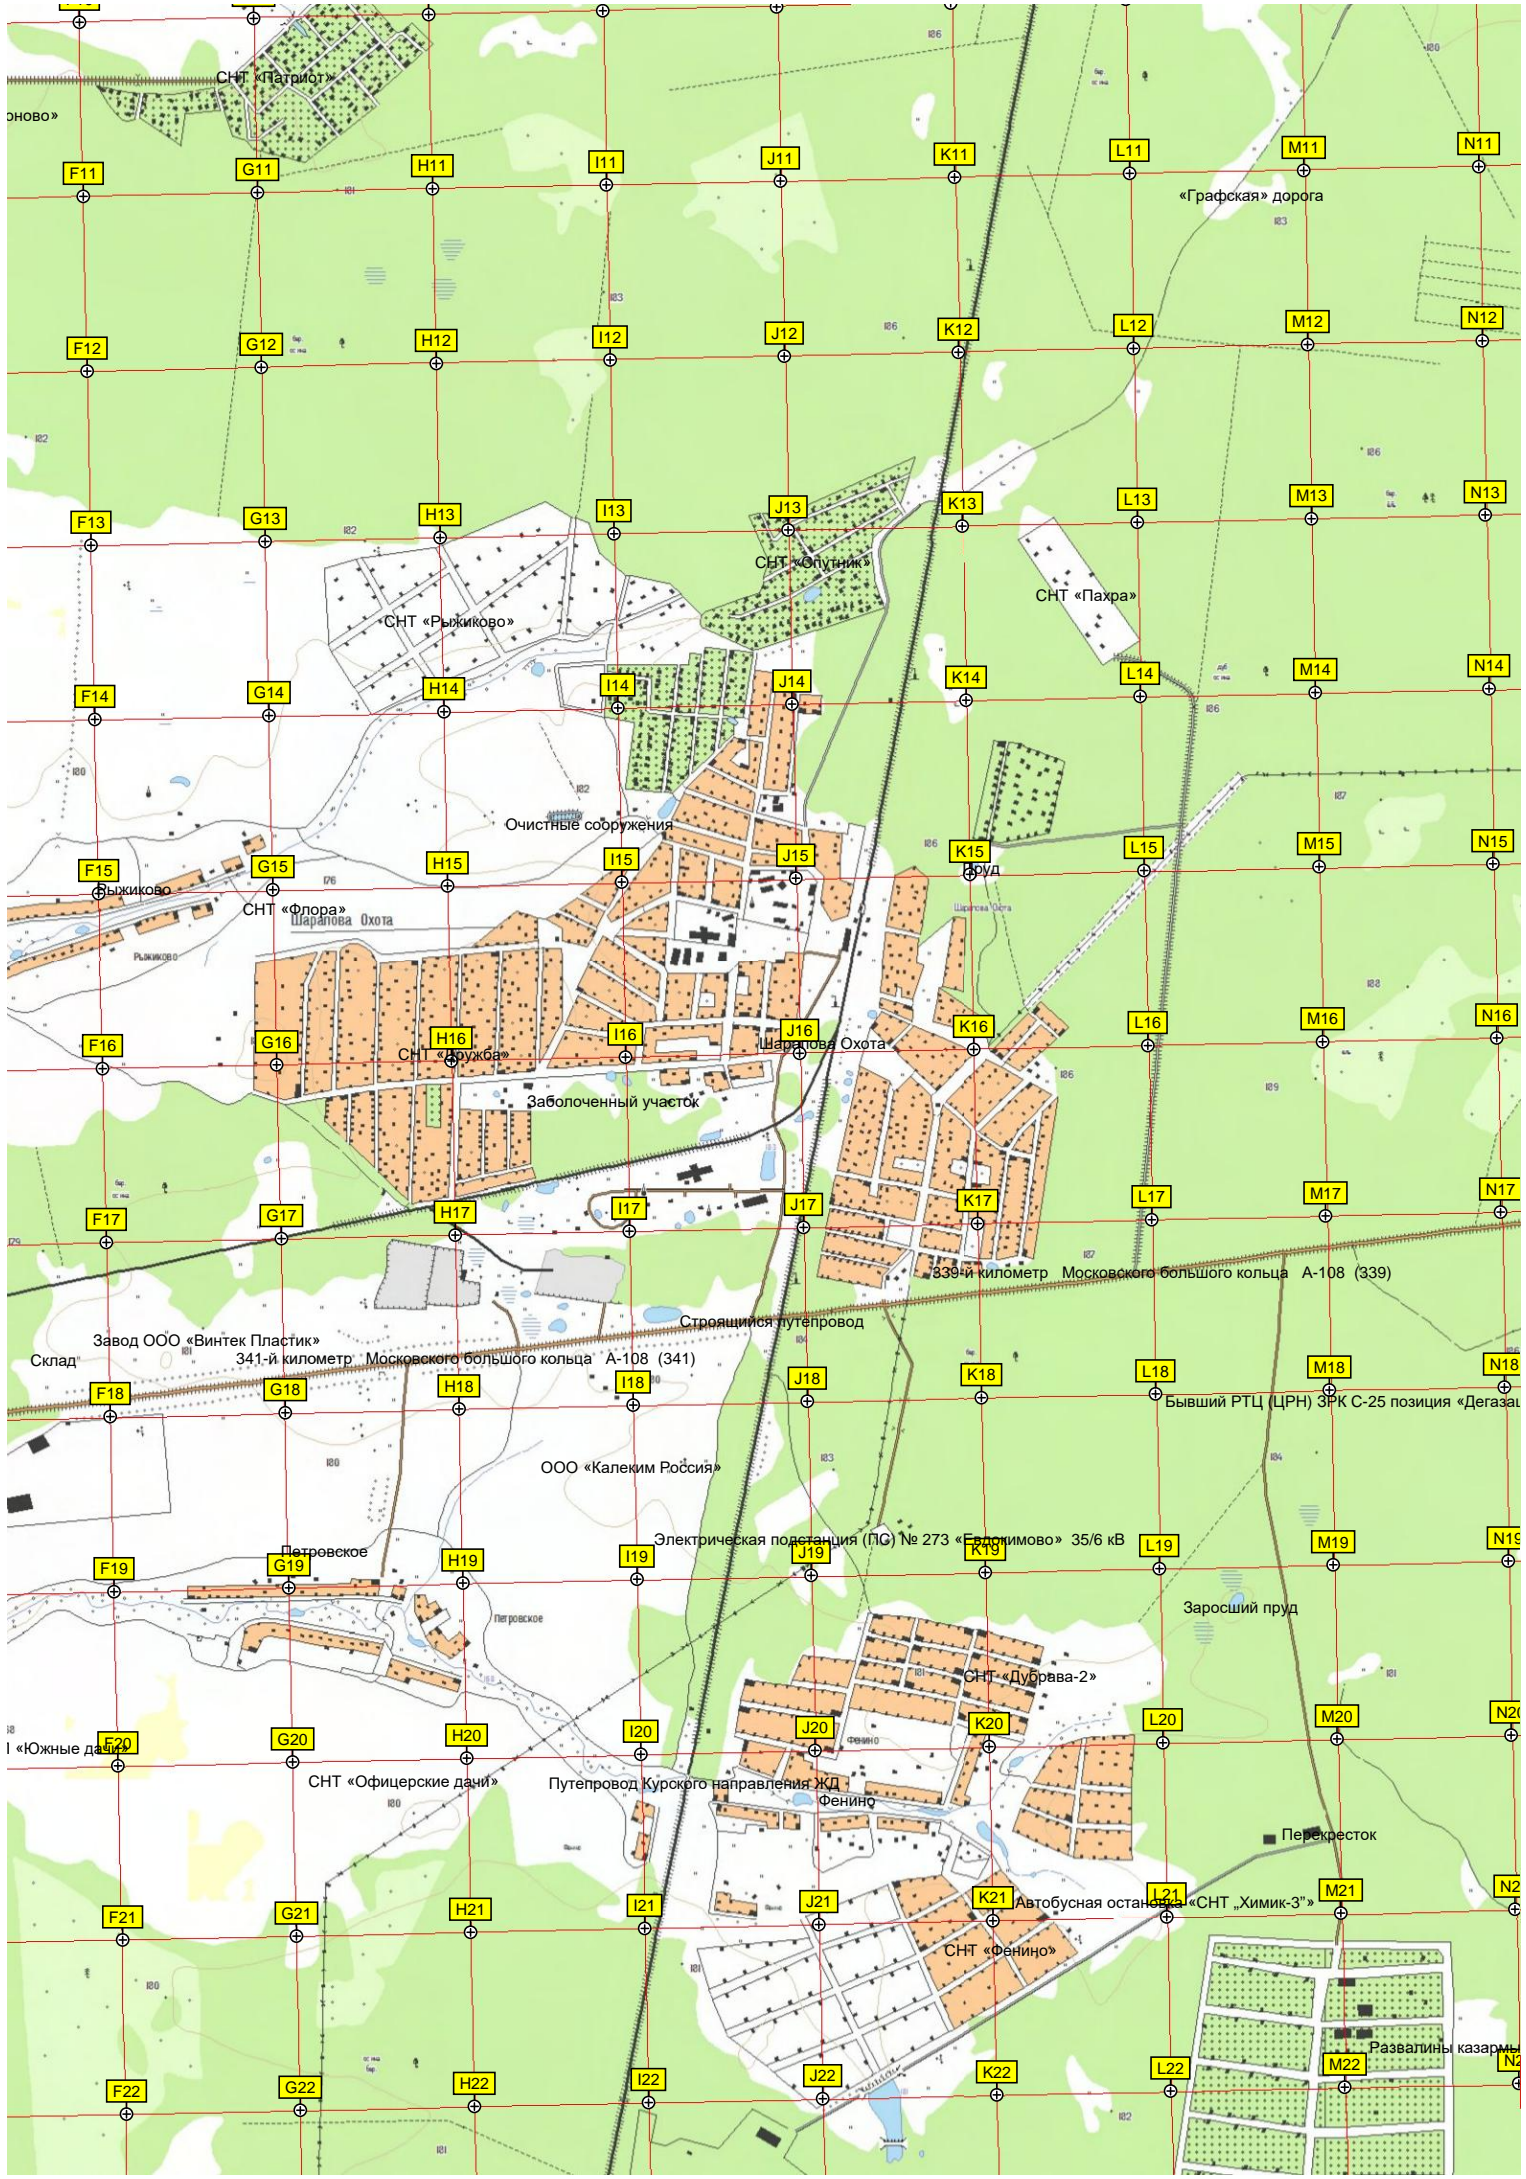 СНТ «Патриот»
оново»
F11 G11 H11 I11 J11 K11 L11 M11 N11
«Графская» дорога
F12 G12 H12 I12 J12 K12 L12 M12 N12
F13 G13 H13 I13 J13 K13 L13 M13 N13
СНТ «Спутник»
СНТ «Пахра»
СНТ «Рыжиково»
F14 G14 H14 I14 J14 K14 L14 M14 N14
Очистные сооружения
F15 G15 H15 I15 J15 K15 L15 M15 N15
Пруд
Рыжиково
СНТ «Флора»
Шарапова Охота
Шарапова Охота
Рыжиково
F16 G16 H16 I16 J16 K16 L16 M16 N16
СНТ «Дружба»
Шарапова Охота
Заболоченный участок
F17 G17 H17 I17 J17 K17 L17 M17 N17
339-й километр Московского большого кольца А-108 (339)
Строящийся путепровод
Завод ООО «Винтек Пластик»
Склад
341-й километр Московского большого кольца А-108 (341)
F18 G18 H18 I18 J18 K18 L18 M18 N18
Бывший РТЦ (ЦРН) ЗРК С-25 позиция «Дегазац
ООО «Калеким Россия»
Электрическая подстанция (ПС) № 273 «Евдокимово» 35/6 кВ
Петровское
F19 G19 H19 I19 J19 K19 L19 M19 N19
Заросший пруд
Петровское
СНТ «Дубрава-2»
F20 G20 H20 I20 J20 K20 L20 M20 N20
«Южные дачи»
Фенино
СНТ «Офицерские дачи»
Путепровод Курского направления ЖД
Фенино
Перекресток
F21 G21 H21 I21 J21 K21 L21 M21 N2
Автобусная остановка «СНТ „Химик-3"»
СНТ «Фенино»
Развалины казармы
F22 G22 H22 I22 J22 K22 L22 M22 N2